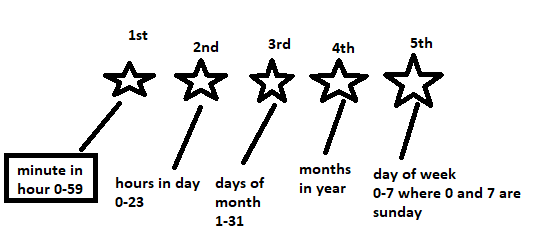 1st
2nd
3rd
4th
5th
minute in
hour 0-59
hours in day
0-23
days of
month
1-31
months
in year
day of week
0-7 where 0 and 7 are
sunday